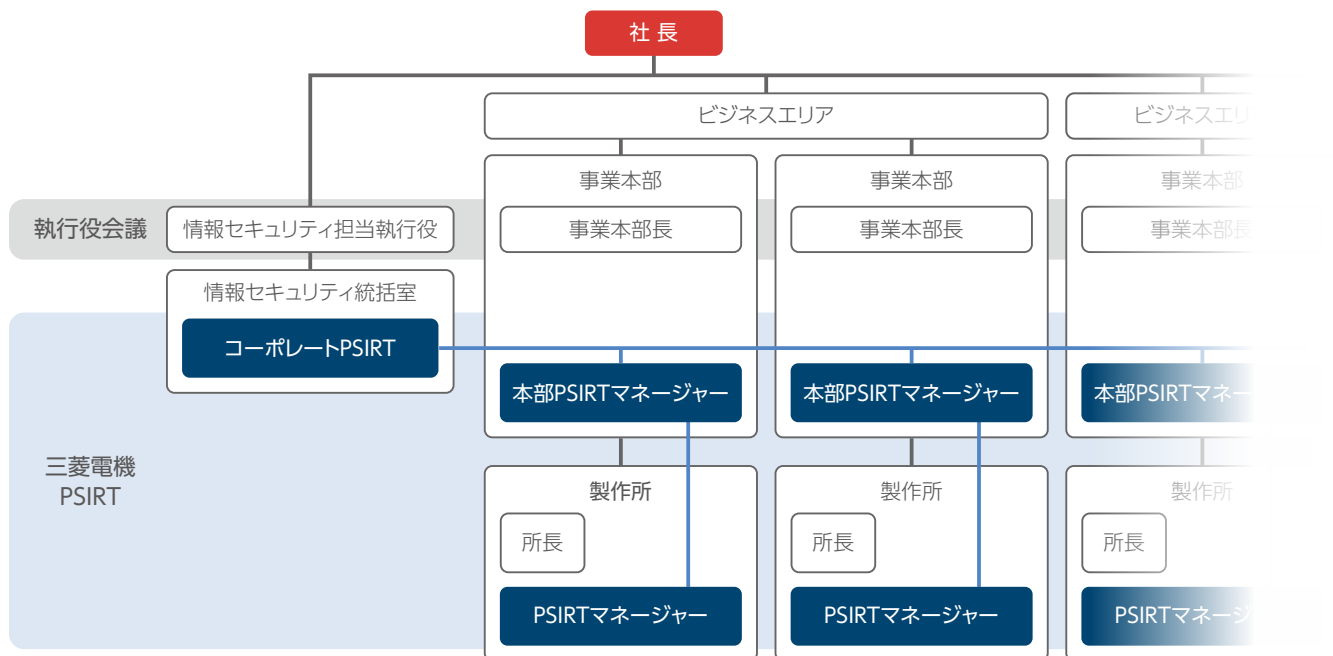 社長
ビジネスエリア
ビジネスエリ
事業本部
事業本部
事業本部
執行役会議
情報セキュリティ担当執行役
事業本部長
事業本部長
事業本部長
情報セキュリティ統括室
コーポレートPSIRT
本部PSIRTマネージャー
本部PSIRTマネージャー
本部PSIRTマネー
三菱電機
PSIRT
製作所
製作所
製作所
所長
所長
所長
PSIRTマネージャー
PSIRTマネージャー
PSIRTマネージ